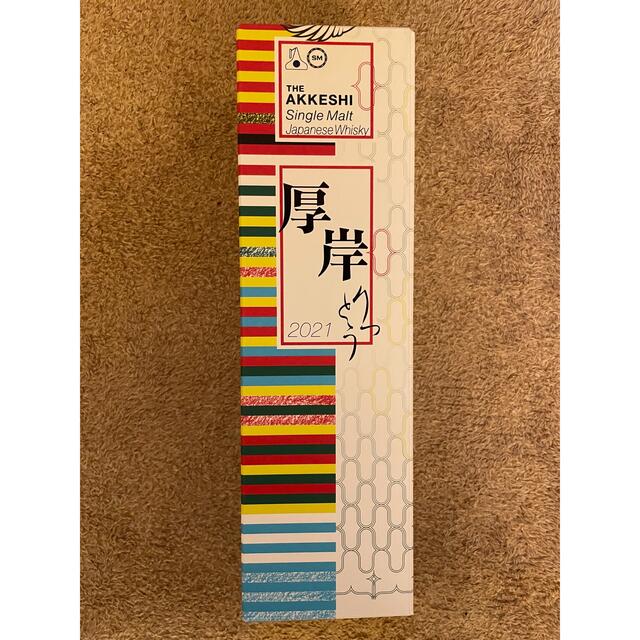 SM
THE
AKKESHI
Single Malt
Japanese Whisky
厚岸
りっとう
2021